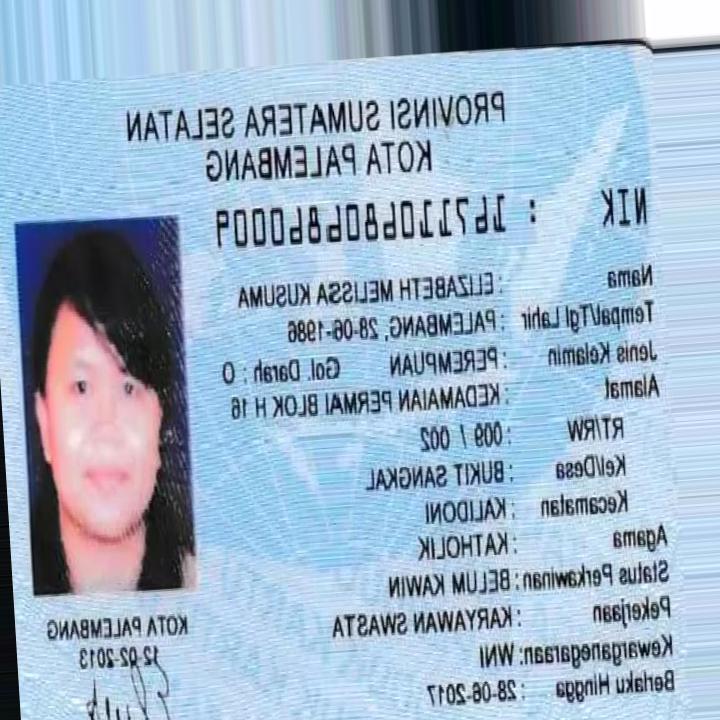 PROVINSI SUMATERA SELATAN
KOTA PALEMBANG
NIK : 1671106806860009
Nama : ELIZABETH MELISSA KUSUMA
Tempat/Tgl Lahir : PALEMBANG, 28-06-1986
Jenis Kelamin : PEREMPUAN Gol. Darah : O
Alamat : KEDAMAIAN PERMAI BLOK H 16
RT/RW : 009 / 002
Kel/Desa : BUKIT SANGKAL
Kecamatan : KALIDONI
Agama : KATHOLIK
Status Perkawinan: BELUM KAWIN
Pekerjaan : KARYAWAN SWASTA
Kewarganegaraan: WNI
Berlaku Hingga : 28-06-2017
KOTA PALEMBANG
12-02-2013